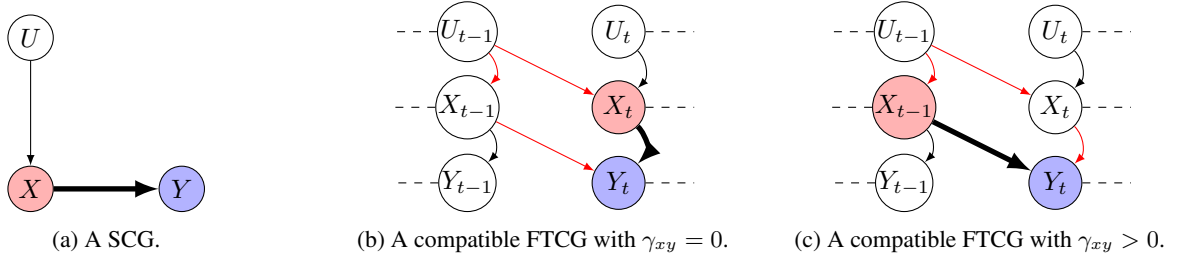 U
X
Y
(a) A SCG.
U_{t−1}
U_t
X_{t−1}
X_t
Y_{t−1}
Y_t
(b) A compatible FTCG with γ_{xy} = 0.
U_{t−1}
U_t
X_{t−1}
X_t
Y_{t−1}
Y_t
(c) A compatible FTCG with γ_{xy} > 0.